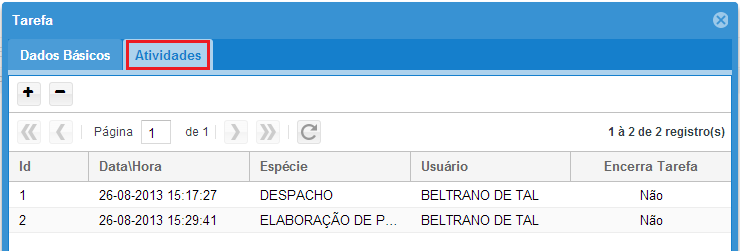 Tarefa
Dados Básicos Atividades
Página 1 de 1 1 à 2 de 2 registro(s)
Id Data\Hora Espécie Usuário Encerra Tarefa
1 26-08-2013 15:17:27 DESPACHO BELTRANO DE TAL Não
2 26-08-2013 15:29:41 ELABORAÇÃO DE P... BELTRANO DE TAL Não